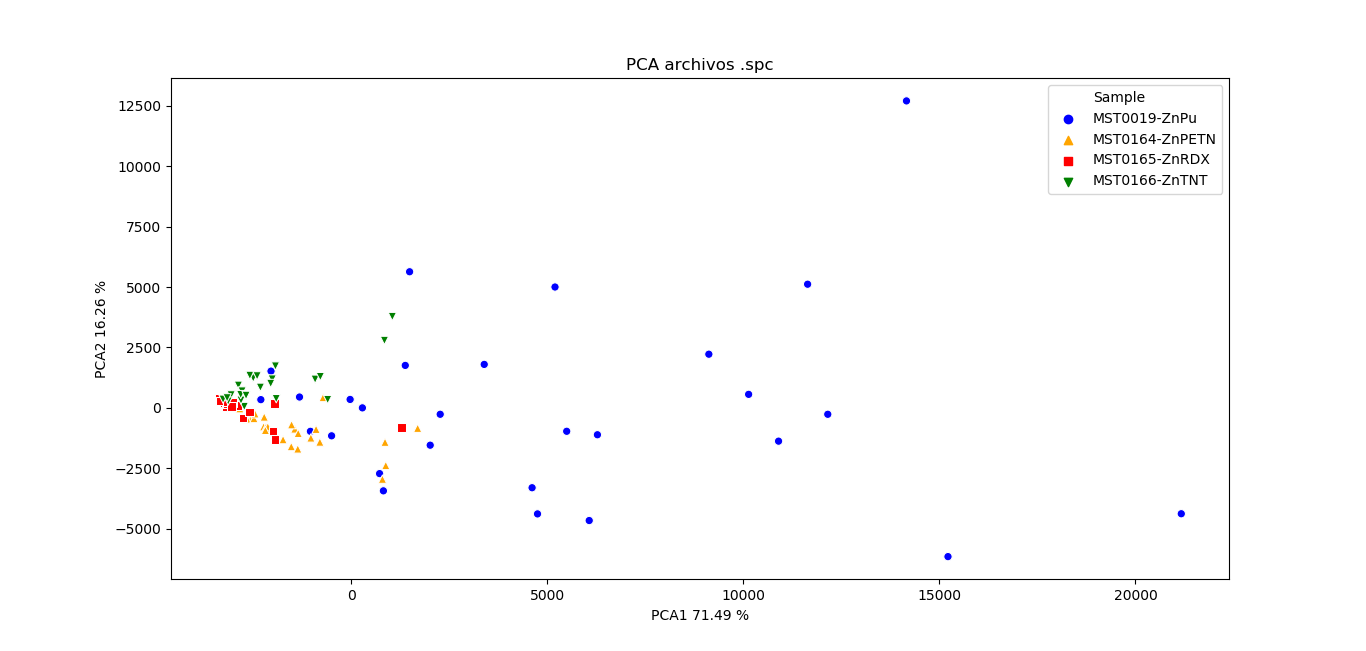 PCA archivos .spc
Sample
MST0019-ZnPu
MST0164-ZnPETN
MST0165-ZnRDX
MST0166-ZnTNT
12500
10000
7500
5000
2500
0
−2500
−5000
PCA2 16.26 %
0
5000
10000
15000
20000
PCA1 71.49 %